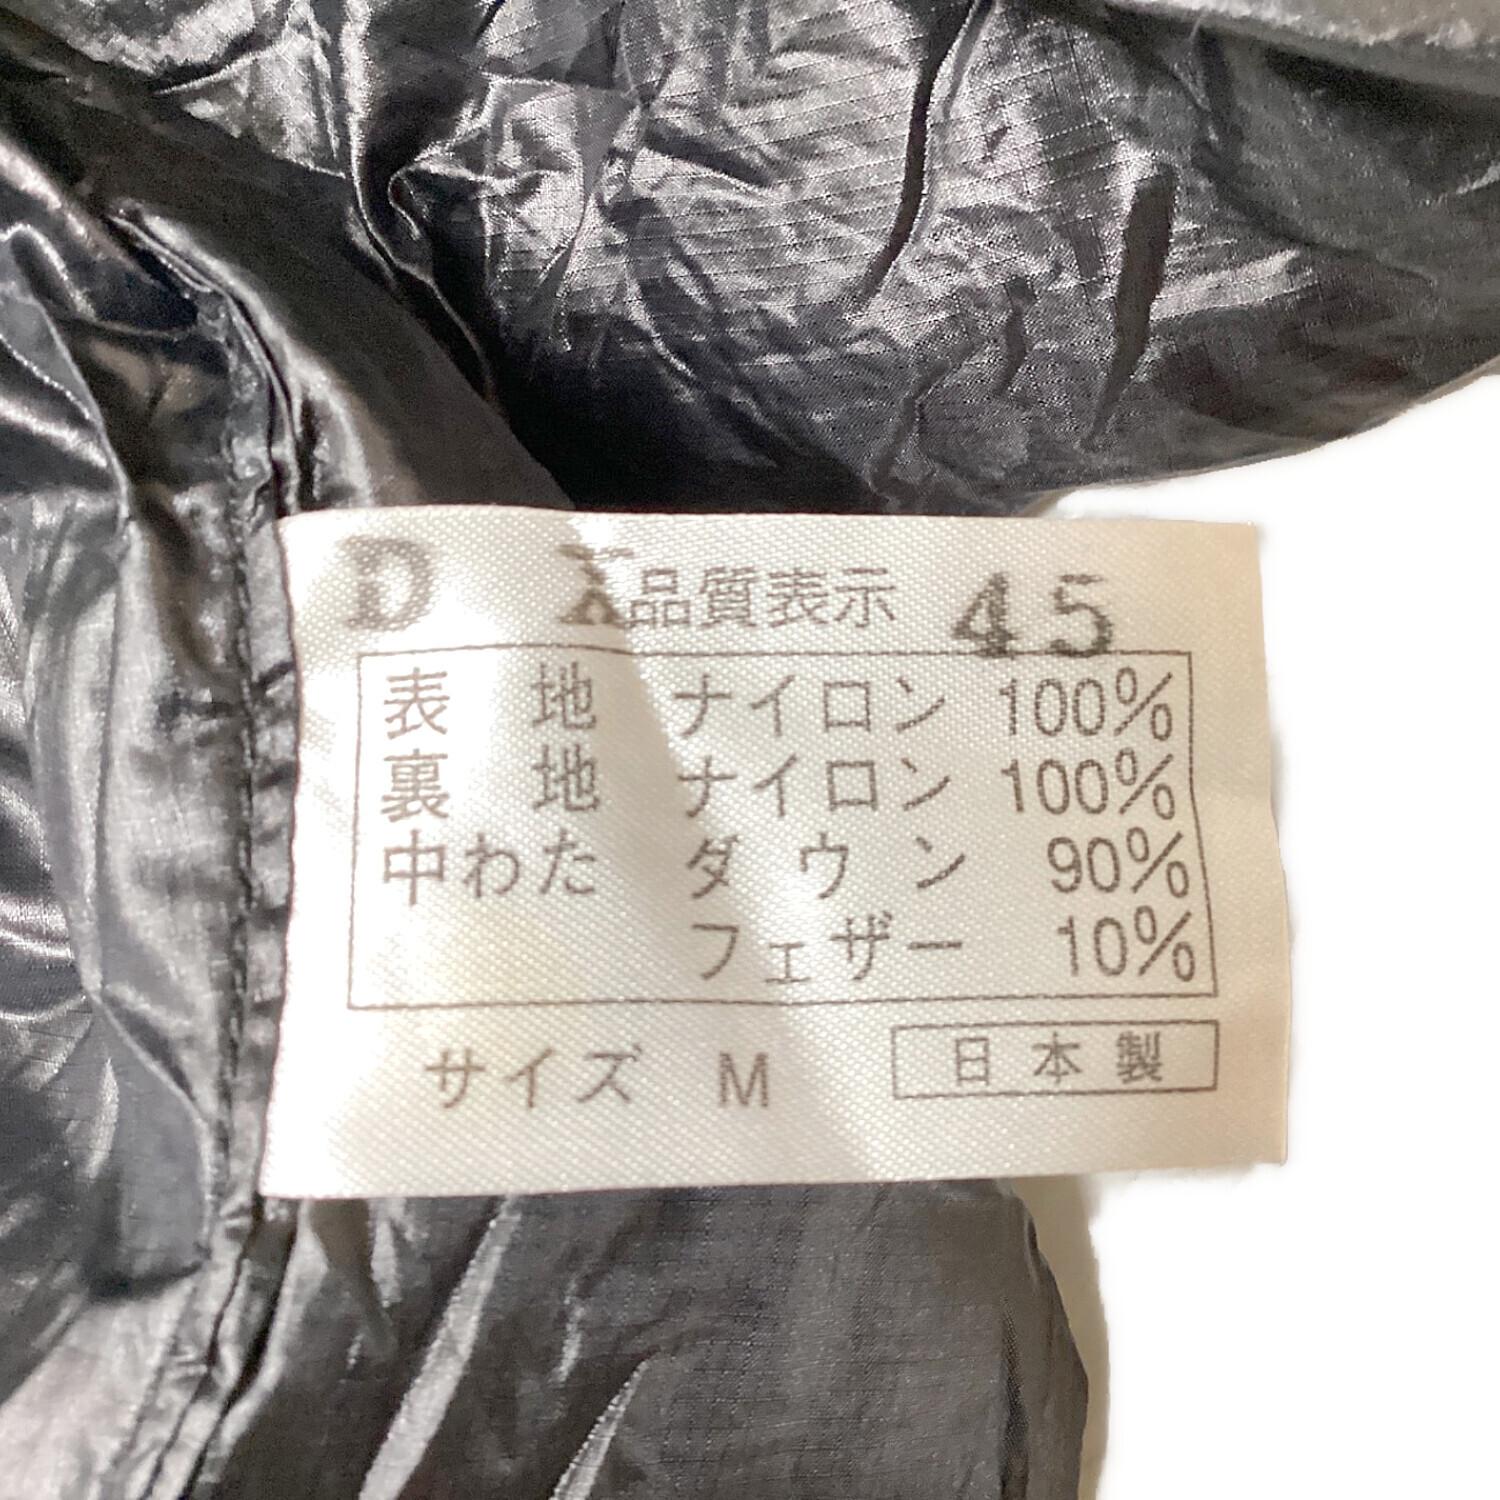 D X 品質表示 45
表 地 ナイロン 100%
裏 地 ナイロン 100%
中わた ダウン 90%
フェザー 10%
サイズ M 日本製